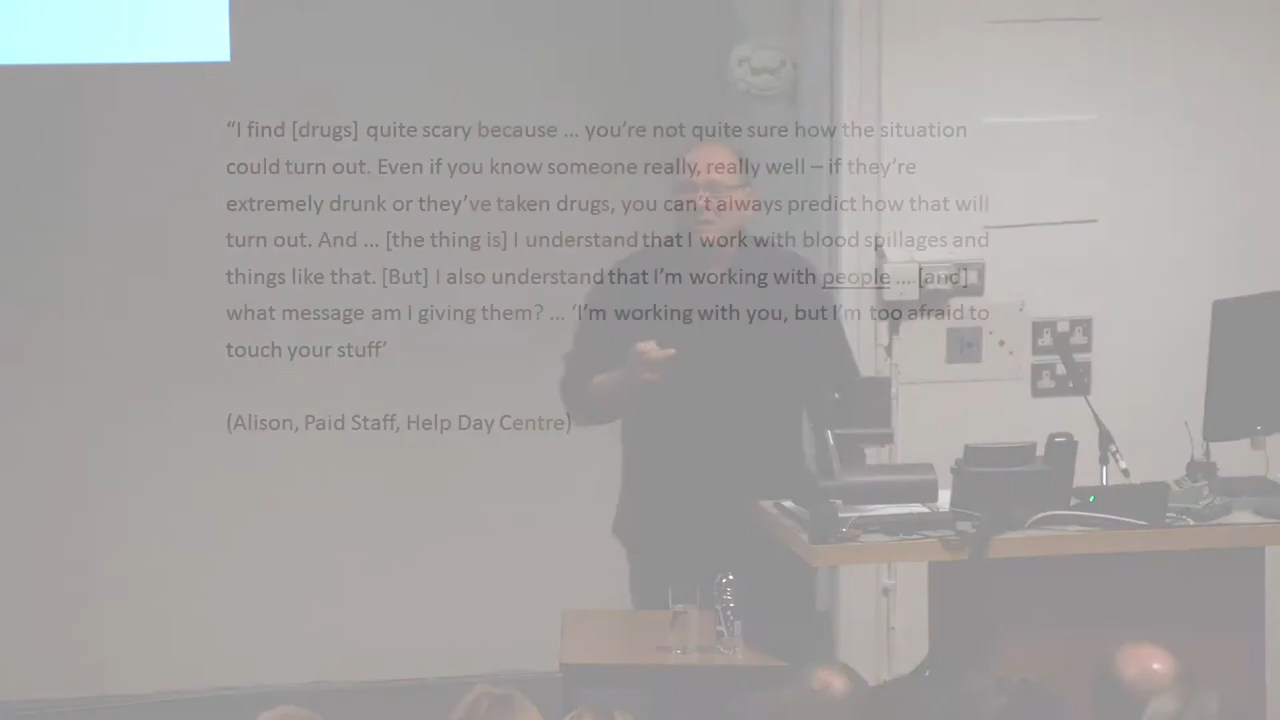 “I find [drugs] quite scary because ... you’re not quite sure how the situation
could turn out. Even if you know someone really, really well – if they’re
extremely drunk or they’ve taken drugs, you can’t always predict how that will
turn out. And ... [the thing is] I understand that I work with blood spillages and
things like that. [But] I also understand that I’m working with people ... [and]
what message am I giving them? ... ‘I’m working with you, but I’m too afraid to
touch your stuff’
(Alison, Paid Staff, Help Day Centre)